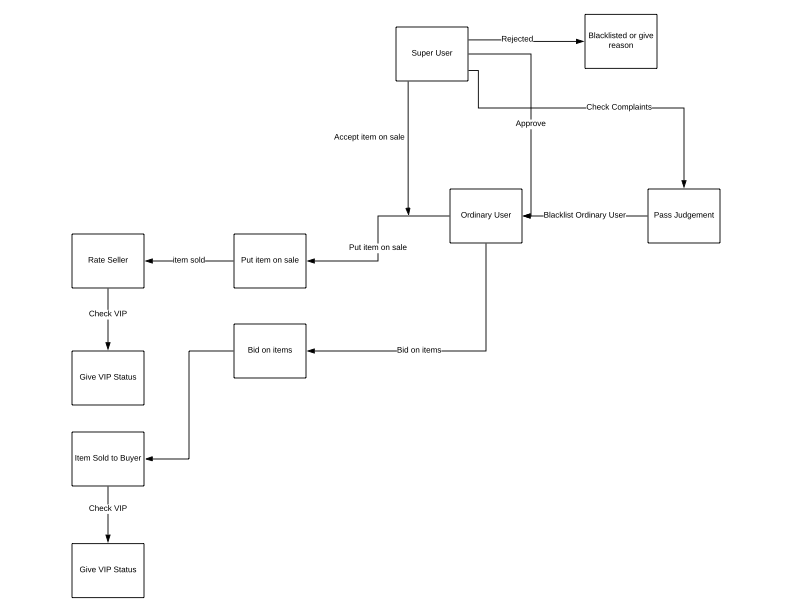 Rejected
Blacklisted or give
reason
Super User
Check Complaints
Approve
Accept item on sale
Ordinary User
Blacklist Ordinary User
Pass Judgement
Put item on sale
Rate Seller
item sold
Put item on sale
Check VIP
Bid on items
Bid on items
Give VIP Status
Item Sold to Buyer
Check VIP
Give VIP Status